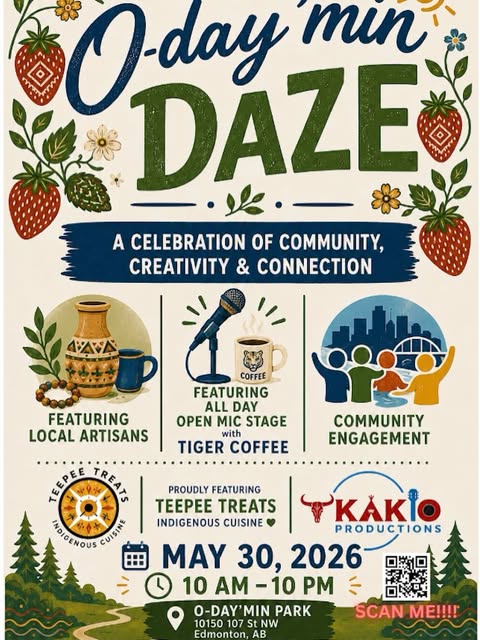 O-day'min
DAZE
A CELEBRATION OF COMMUNITY,
CREATIVITY & CONNECTION
COFFEE
FEATURING
LOCAL ARTISANS
FEATURING
ALL DAY
OPEN MIC STAGE
with
TIGER COFFEE
COMMUNITY
ENGAGEMENT
TEEPEE TREATS
INDIGENOUS CUISINE
PROUDLY FEATURING
TEEPEE TREATS
INDIGENOUS CUISINE ♥
KAKIO
PRODUCTIONS
MAY 30, 2026
10 AM – 10 PM
SCAN ME!!!!
O-DAY'MIN PARK
10150 107 St NW
Edmonton, AB